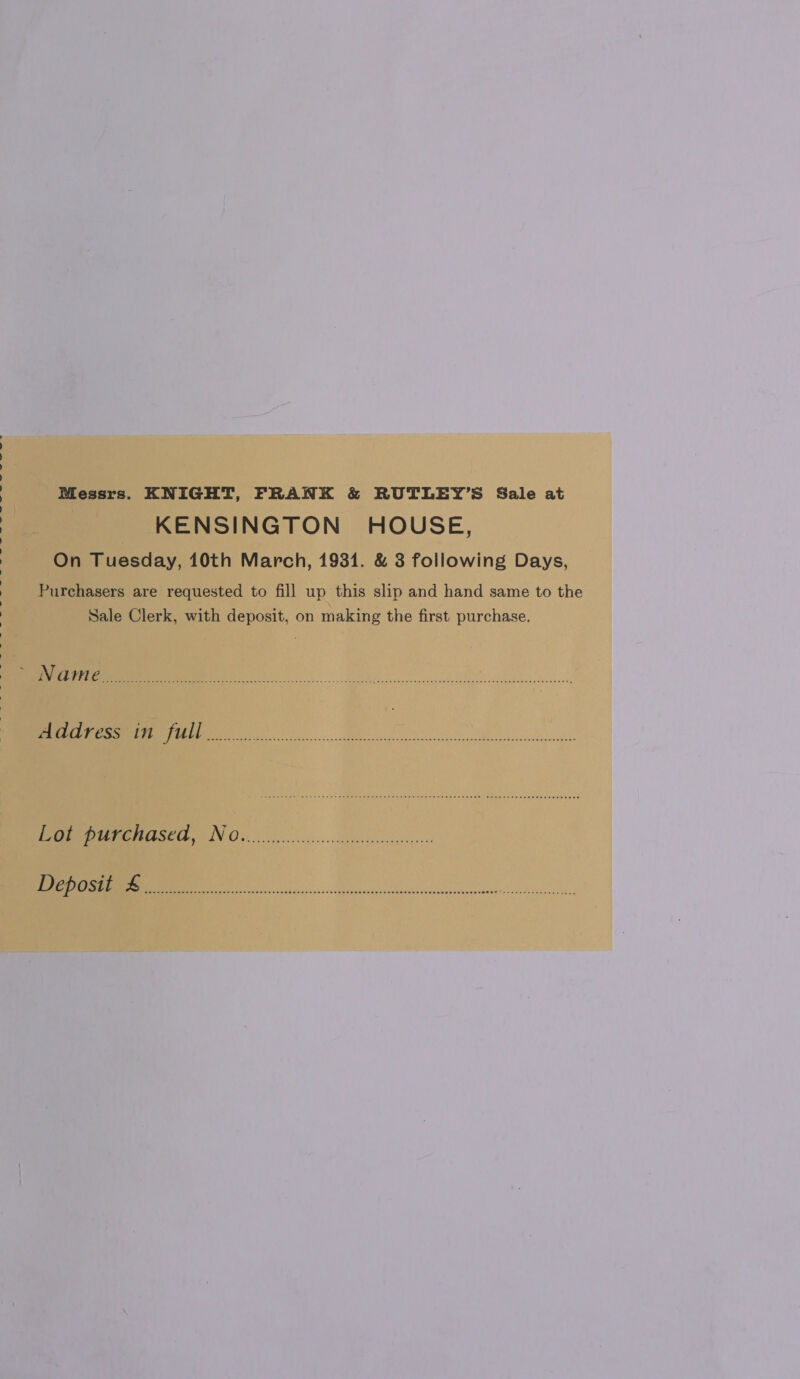 Messrs. KNIGHT, FRANK & RUTLEY'S Sale at
KENSINGTON HOUSE,
On Tuesday, 10th March, 1931. & 3 following Days,
Purchasers are requested to fill up this slip and hand same to the
Sale Clerk, with deposit, on making the first purchase.
Name
Address in full
Lot purchased, No.
Deposit £